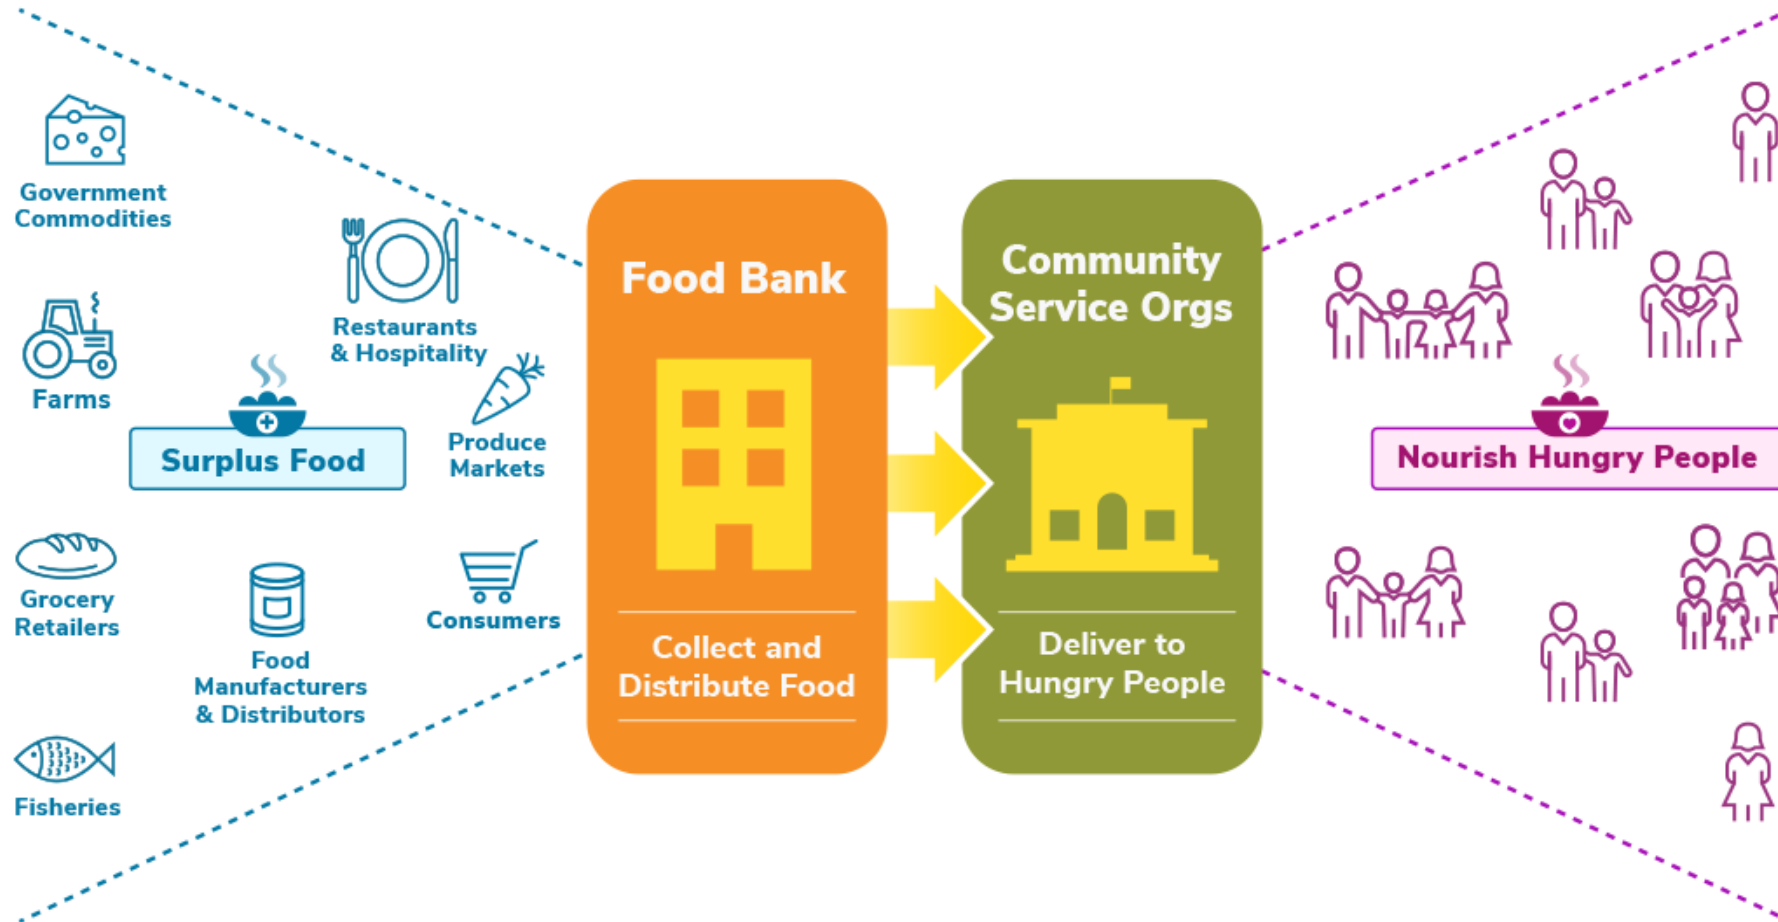 Government
Commodities
Restaurants
& Hospitality
Farms
Surplus Food
Produce
Markets
Grocery
Retailers
Food
Manufacturers
& Distributors
Consumers
Fisheries
Food Bank
Collect and
Distribute Food
Community
Service Orgs
Deliver to
Hungry People
Nourish Hungry People